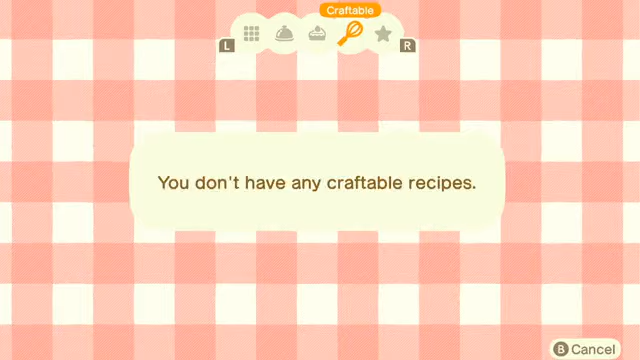 Craftable
L
R
You don't have any craftable recipes.
B Cancel